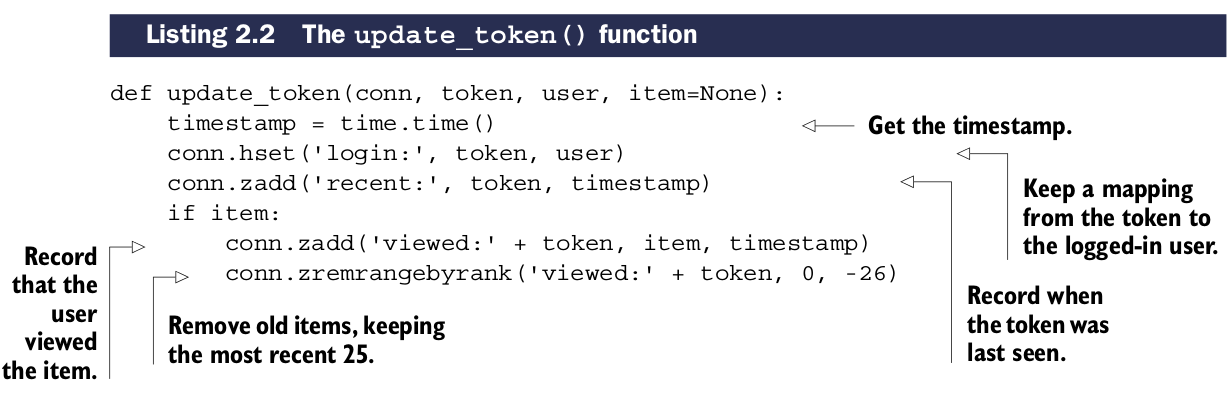 Listing 2.2 The update_token() function
def update_token(conn, token, user, item=None):
    timestamp = time.time()
    conn.hset('login:', token, user)
    conn.zadd('recent:', token, timestamp)
    if item:
        conn.zadd('viewed:' + token, item, timestamp)
        conn.zremrangebyrank('viewed:' + token, 0, -26)
Get the timestamp.
Keep a mapping
from the token to
the logged-in user.
Record when
the token was
last seen.
Record
that the
user
viewed
the item.
Remove old items, keeping
the most recent 25.